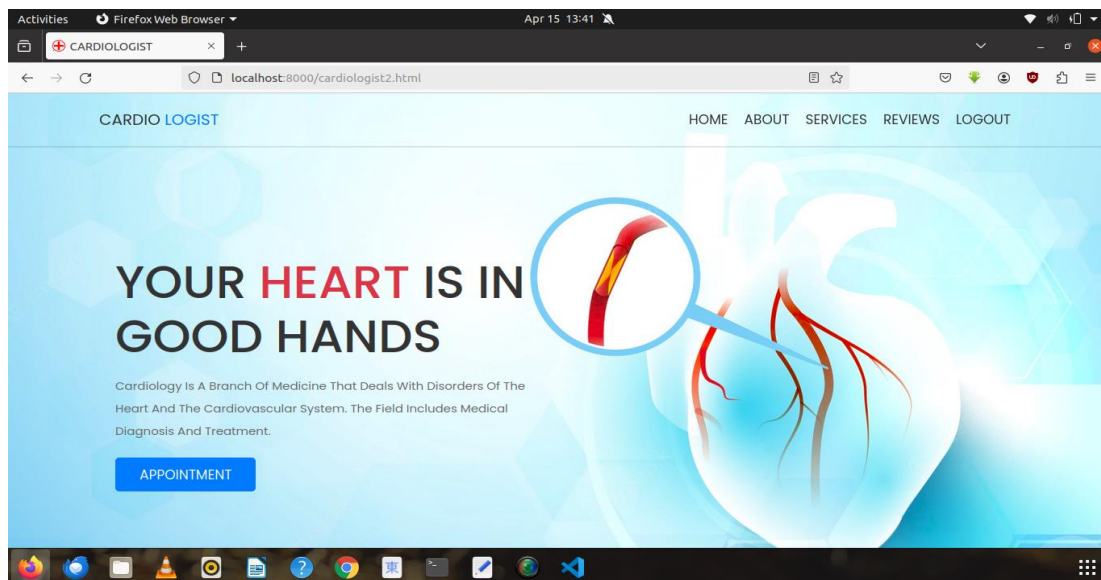 Activities Firefox Web Browser Apr 15 13:41
CARDIOLOGIST
localhost:8000/cardiologist2.html
CARDIO LOGIST HOME ABOUT SERVICES REVIEWS LOGOUT
YOUR HEART IS IN
GOOD HANDS
Cardiology Is A Branch Of Medicine That Deals With Disorders Of The
Heart And The Cardiovascular System. The Field Includes Medical
Diagnosis And Treatment.
APPOINTMENT
東